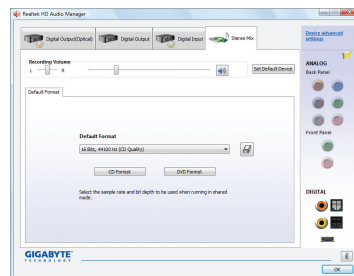 Realtek HD Audio Manager
Digital Output(Optical)
Digital Output
Digital Input
Stereo Mix
Device advanced
settings
Recording Volume
L
R
Set Default Device
ANALOG
Back Panel
Default Format
Default Format
16 Bits, 44100 Hz (CD Quality)
CD Format
DVD Format
Select the sample rate and bit depth to be used when running in shared
mode.
Front Panel
DIGITAL
GIGABYTE
TECHNOLOGY
i
OK